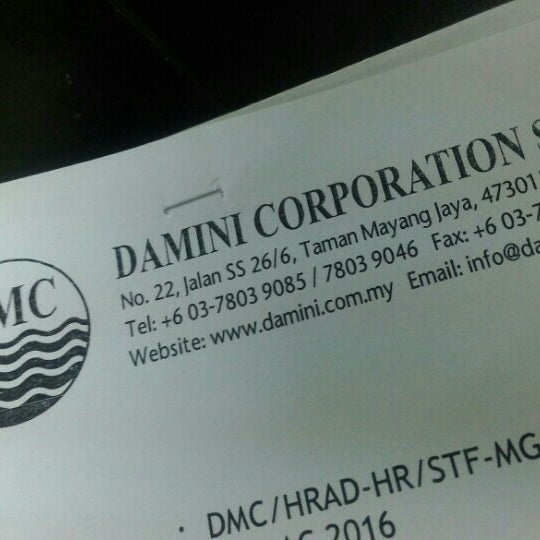 DAMINI CORPORATION
No. 22, Jalan SS 26/6, Taman Mayang Jaya, 47301
Tel: +6 03-7803 9085 / 7803 9046 Fax: +6 03-7
Website: www.damini.com.my Email: info@da
MC
DMC/HRAD-HR/STF-MG
2016